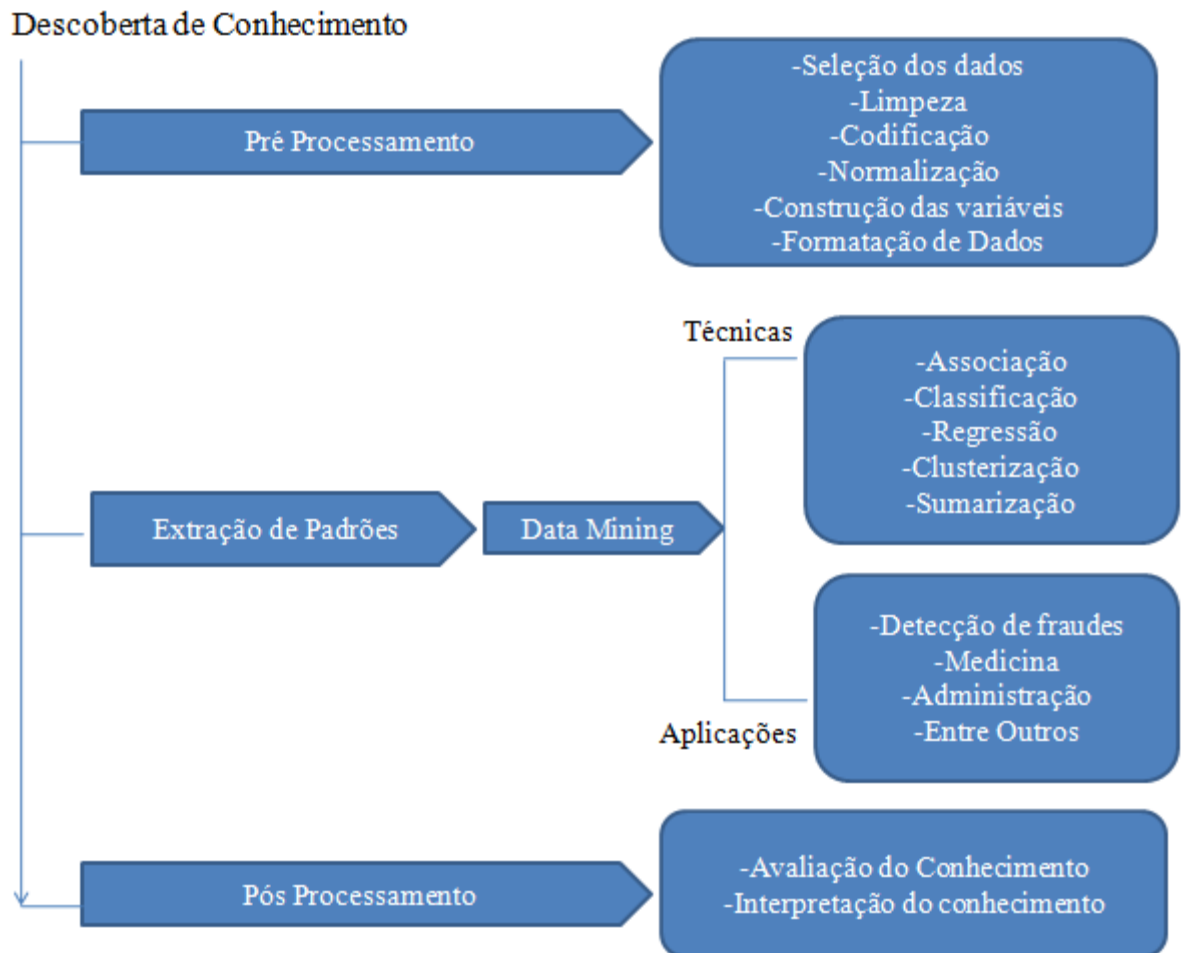 Descoberta de Conhecimento
Pré Processamento
-Seleção dos dados
-Limpeza
-Codificação
-Normalização
-Construção das variáveis
-Formatação de Dados
Extração de Padrões
Data Mining
Técnicas
-Associação
-Classificação
-Regressão
-Clusterização
-Sumarização
Aplicações
-Detecção de fraudes
-Medicina
-Administração
-Entre Outros
Pós Processamento
-Avaliação do Conhecimento
-Interpretação do conhecimento